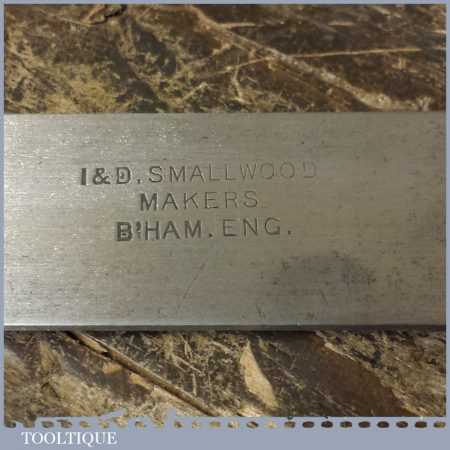 I&D. SMALLWOOD
MAKERS
B'HAM. ENG.
TOOLTIQUE